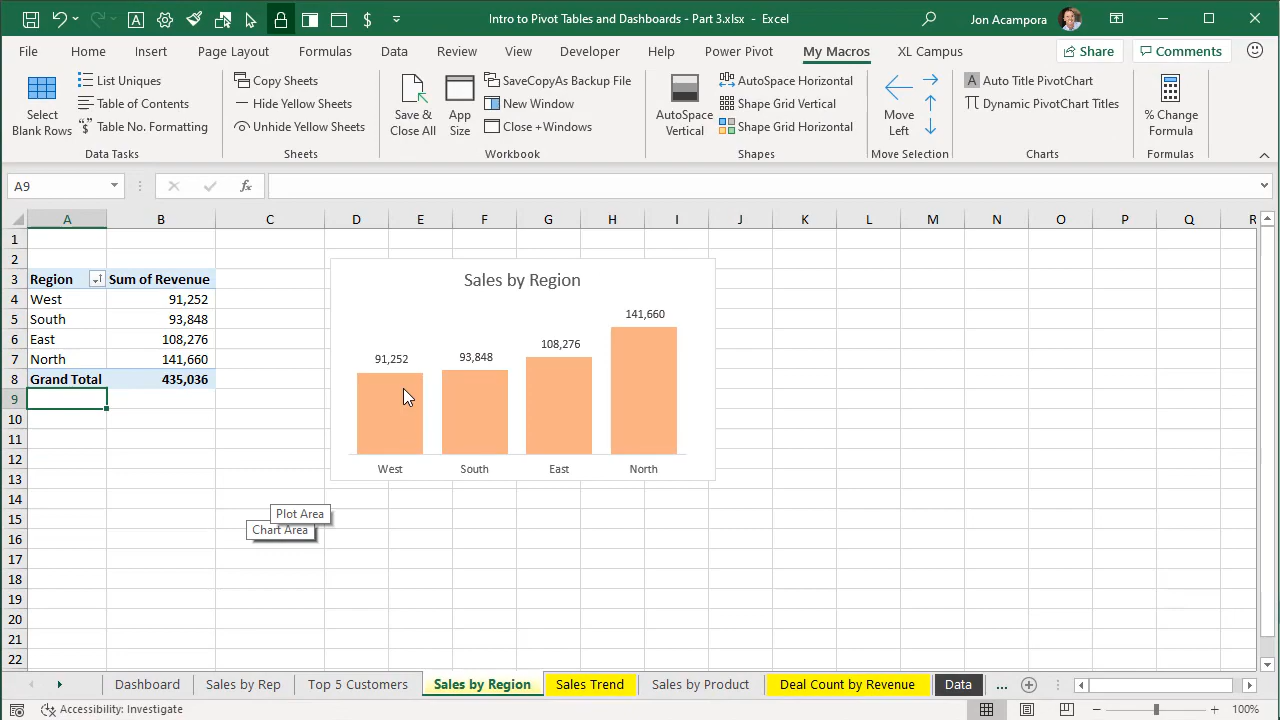 Intro to Pivot Tables and Dashboards - Part 3.xlsx - Excel
Jon Acampora
File Home Insert Page Layout Formulas Data Review View Developer Help Power Pivot My Macros XL Campus Share Comments
Select Blank Rows
List Uniques
Table of Contents
Table No. Formatting
Data Tasks
Copy Sheets
Hide Yellow Sheets
Unhide Yellow Sheets
Sheets
Save & Close All
App Size
SaveCopyAs Backup File
New Window
Close +Windows
Workbook
AutoSpace Vertical
AutoSpace Horizontal
Shape Grid Vertical
Shape Grid Horizontal
Shapes
Move Left
Move Selection
Auto Title PivotChart
Dynamic PivotChart Titles
Charts
% Change Formula
Formulas
A9
A B C D E F G H I J K L M N O P Q R
1
2
3 Region Sum of Revenue
4 West 91,252
5 South 93,848
6 East 108,276
7 North 141,660
8 Grand Total 435,036
9
10
11
12
13
14
15
16
17
18
19
20
21
22
Sales by Region
91,252 93,848 108,276 141,660
West South East North
Plot Area
Chart Area
Dashboard Sales by Rep Top 5 Customers Sales by Region Sales Trend Sales by Product Deal Count by Revenue Data ...
Accessibility: Investigate
100%